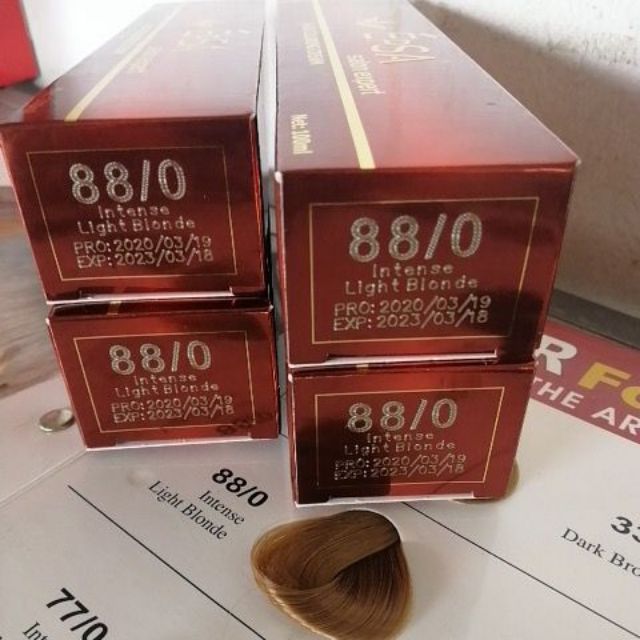 88/0
Intense
Light Blonde
PRO: 2020/03/19
EXP: 2023/03/18
88/0
Intense
Light Blonde
PRO: 2020/03/19
EXP: 2023/03/18
88/0
Intense
Light Blonde
PRO: 2020/03/19
EXP: 2023/03/18
88/0
Intense
Light Blonde
PRO: 2020/03/19
EXP: 2023/03/18
88/0
Intense
Light Blonde
77/0
Dark Bro
THE AR